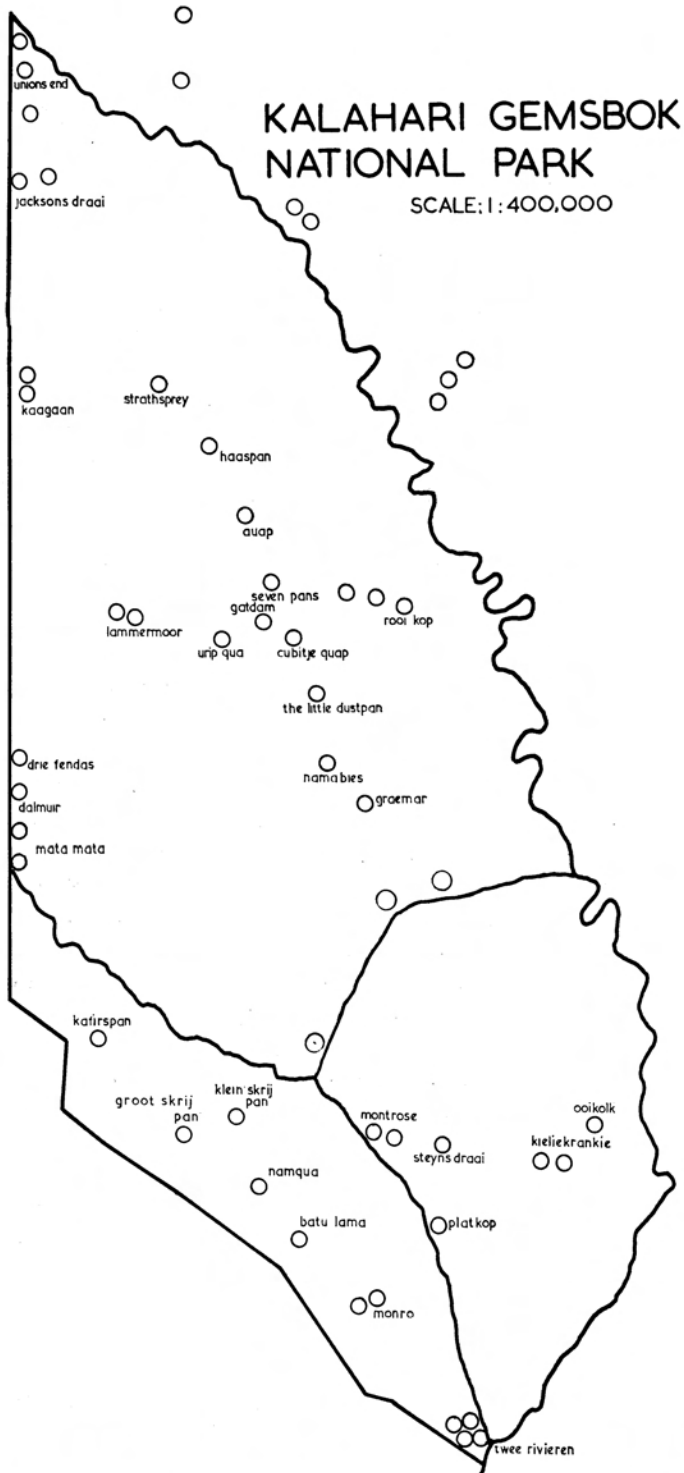 KALAHARI GEMSBOK
NATIONAL PARK
SCALE; 1 : 400,000
unions end
jacksons draai
kaagaan
strathsprey
haaspan
auap
seven pans
gatdam
rooi kop
lammermoor
urip qua
cubitje quap
the little dustpan
drie fendas
namabies
dalmuir
graemar
mata mata
kafirspan
klein skrij
pan
groot skrij
pan
montrose
ooikolk
kieliekrankie
steyns draai
namqua
batu lama
platkop
monro
twee rivieren